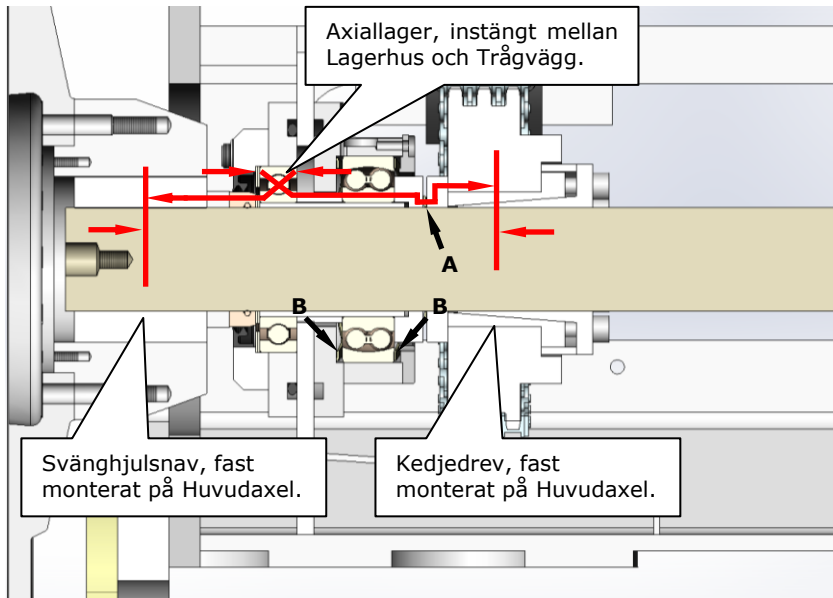 Axiallager, instängt mellan
Lagerhus och Trågvägg.
A
B
B
Svänghjulsnav, fast
monterat på Huvudaxel.
Kedjedrev, fast
monterat på Huvudaxel.